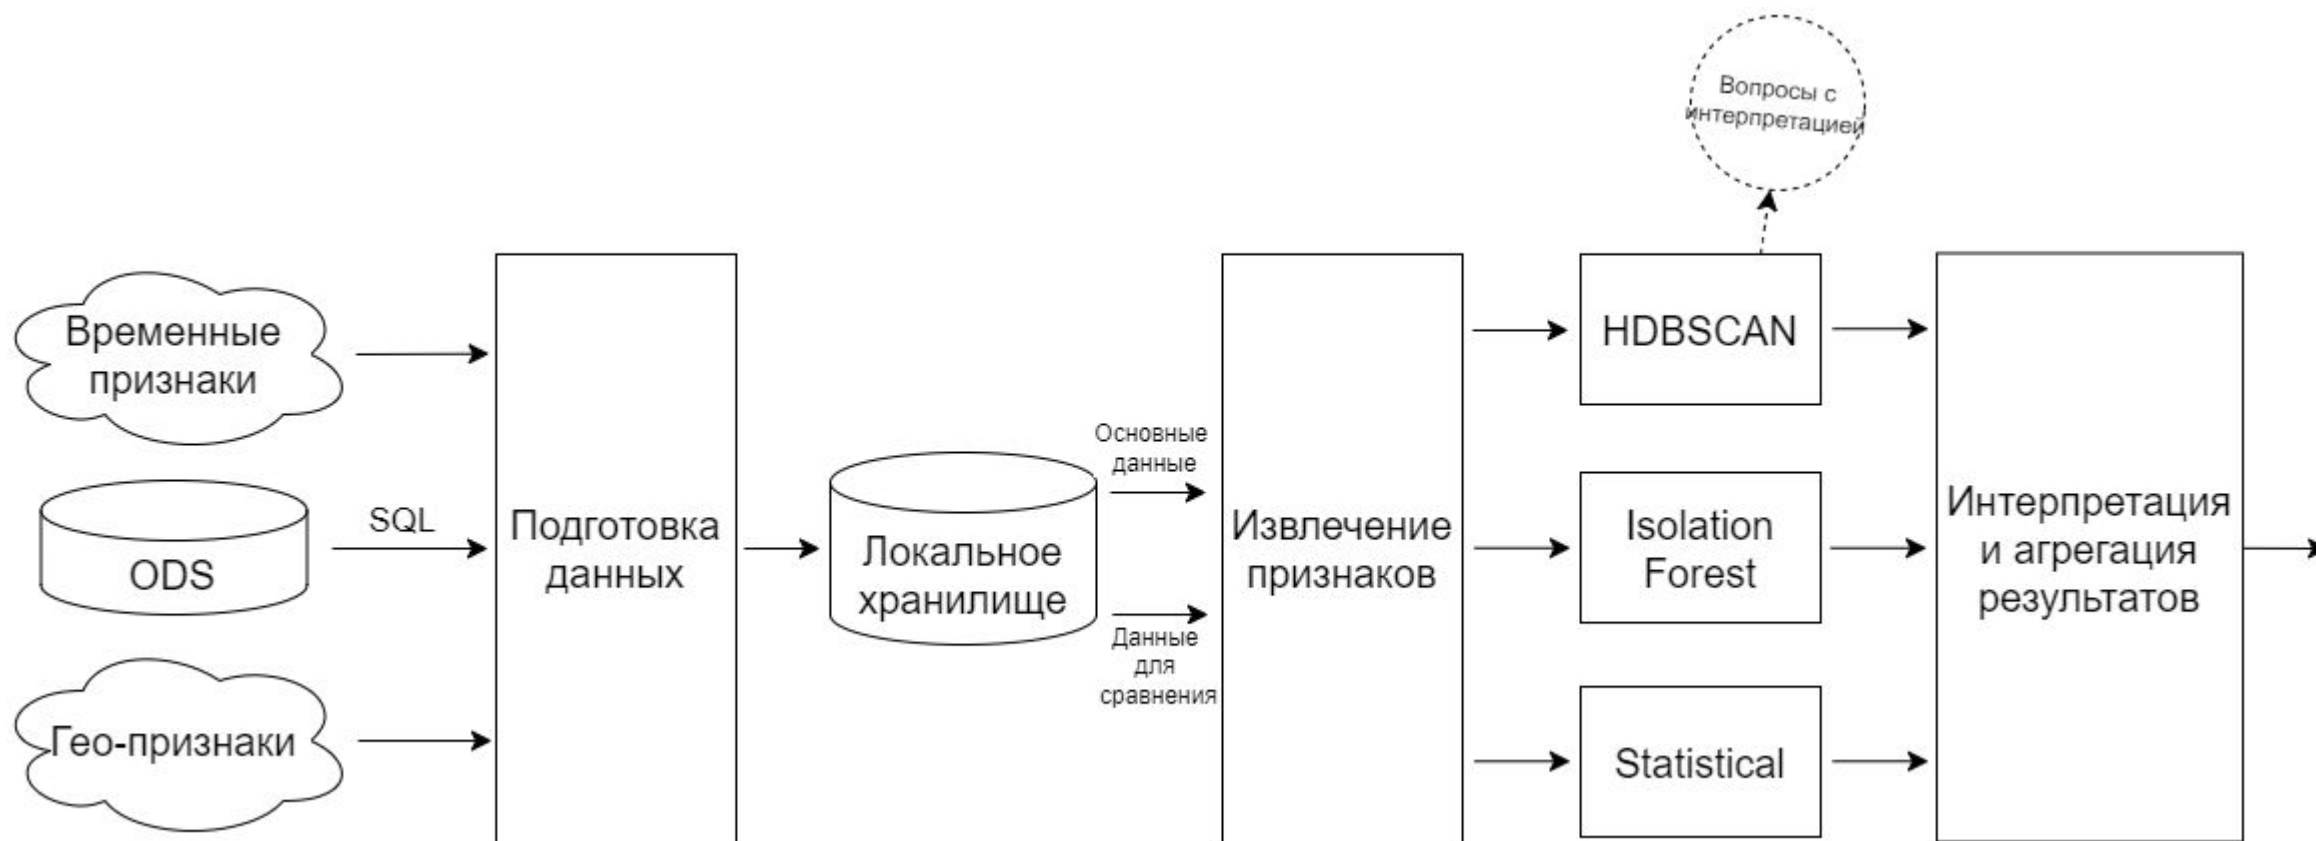 Вопросы с
интерпретацией
Временные
признаки
ODS
Гео-признаки
SQL
Подготовка
данных
Локальное
хранилище
Основные
данные
Данные
для
сравнения
Извлечение
признаков
HDBSCAN
Isolation
Forest
Statistical
Интерпретация
и агрегация
результатов